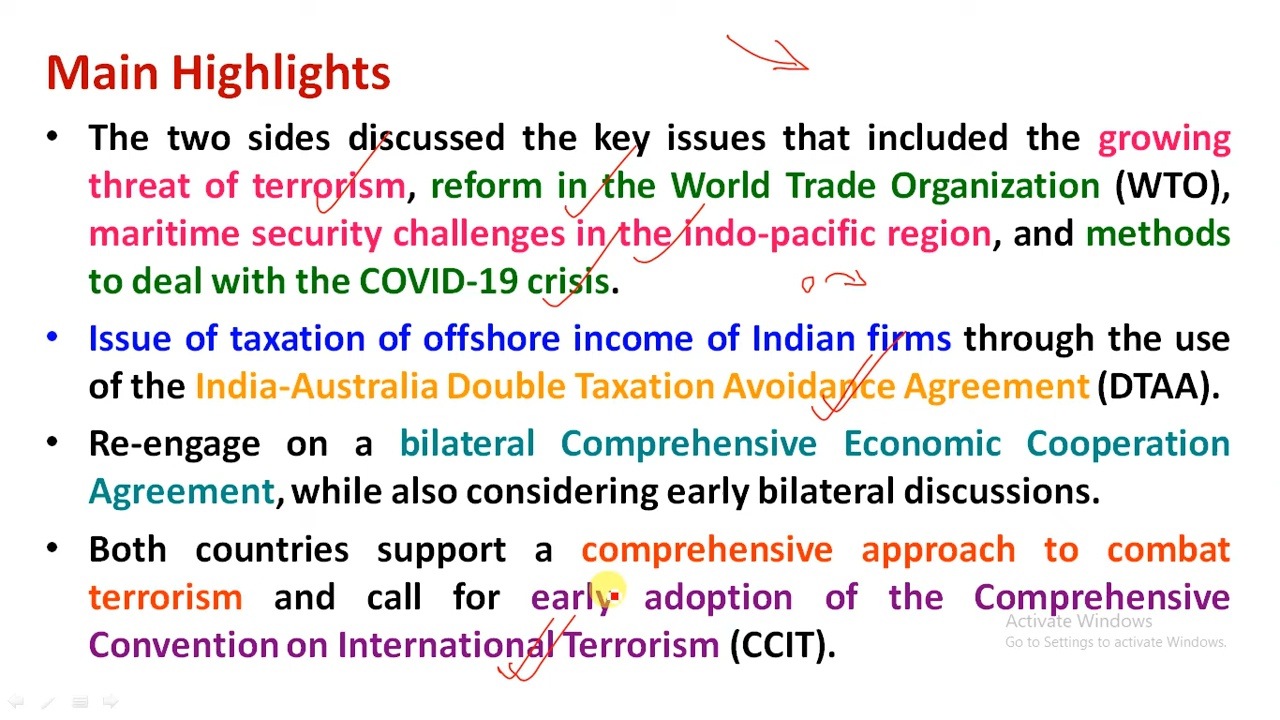 Main Highlights
• The two sides discussed the key issues that included the growing
threat of terrorism, reform in the World Trade Organization (WTO),
maritime security challenges in the indo-pacific region, and methods
to deal with the COVID-19 crisis.
• Issue of taxation of offshore income of Indian firms through the use
of the India-Australia Double Taxation Avoidance Agreement (DTAA).
• Re-engage on a bilateral Comprehensive Economic Cooperation
Agreement, while also considering early bilateral discussions.
• Both countries support a comprehensive approach to combat
terrorism and call for early adoption of the Comprehensive
Convention on International Terrorism (CCIT).
Activate Windows
Go to Settings to activate Windows.